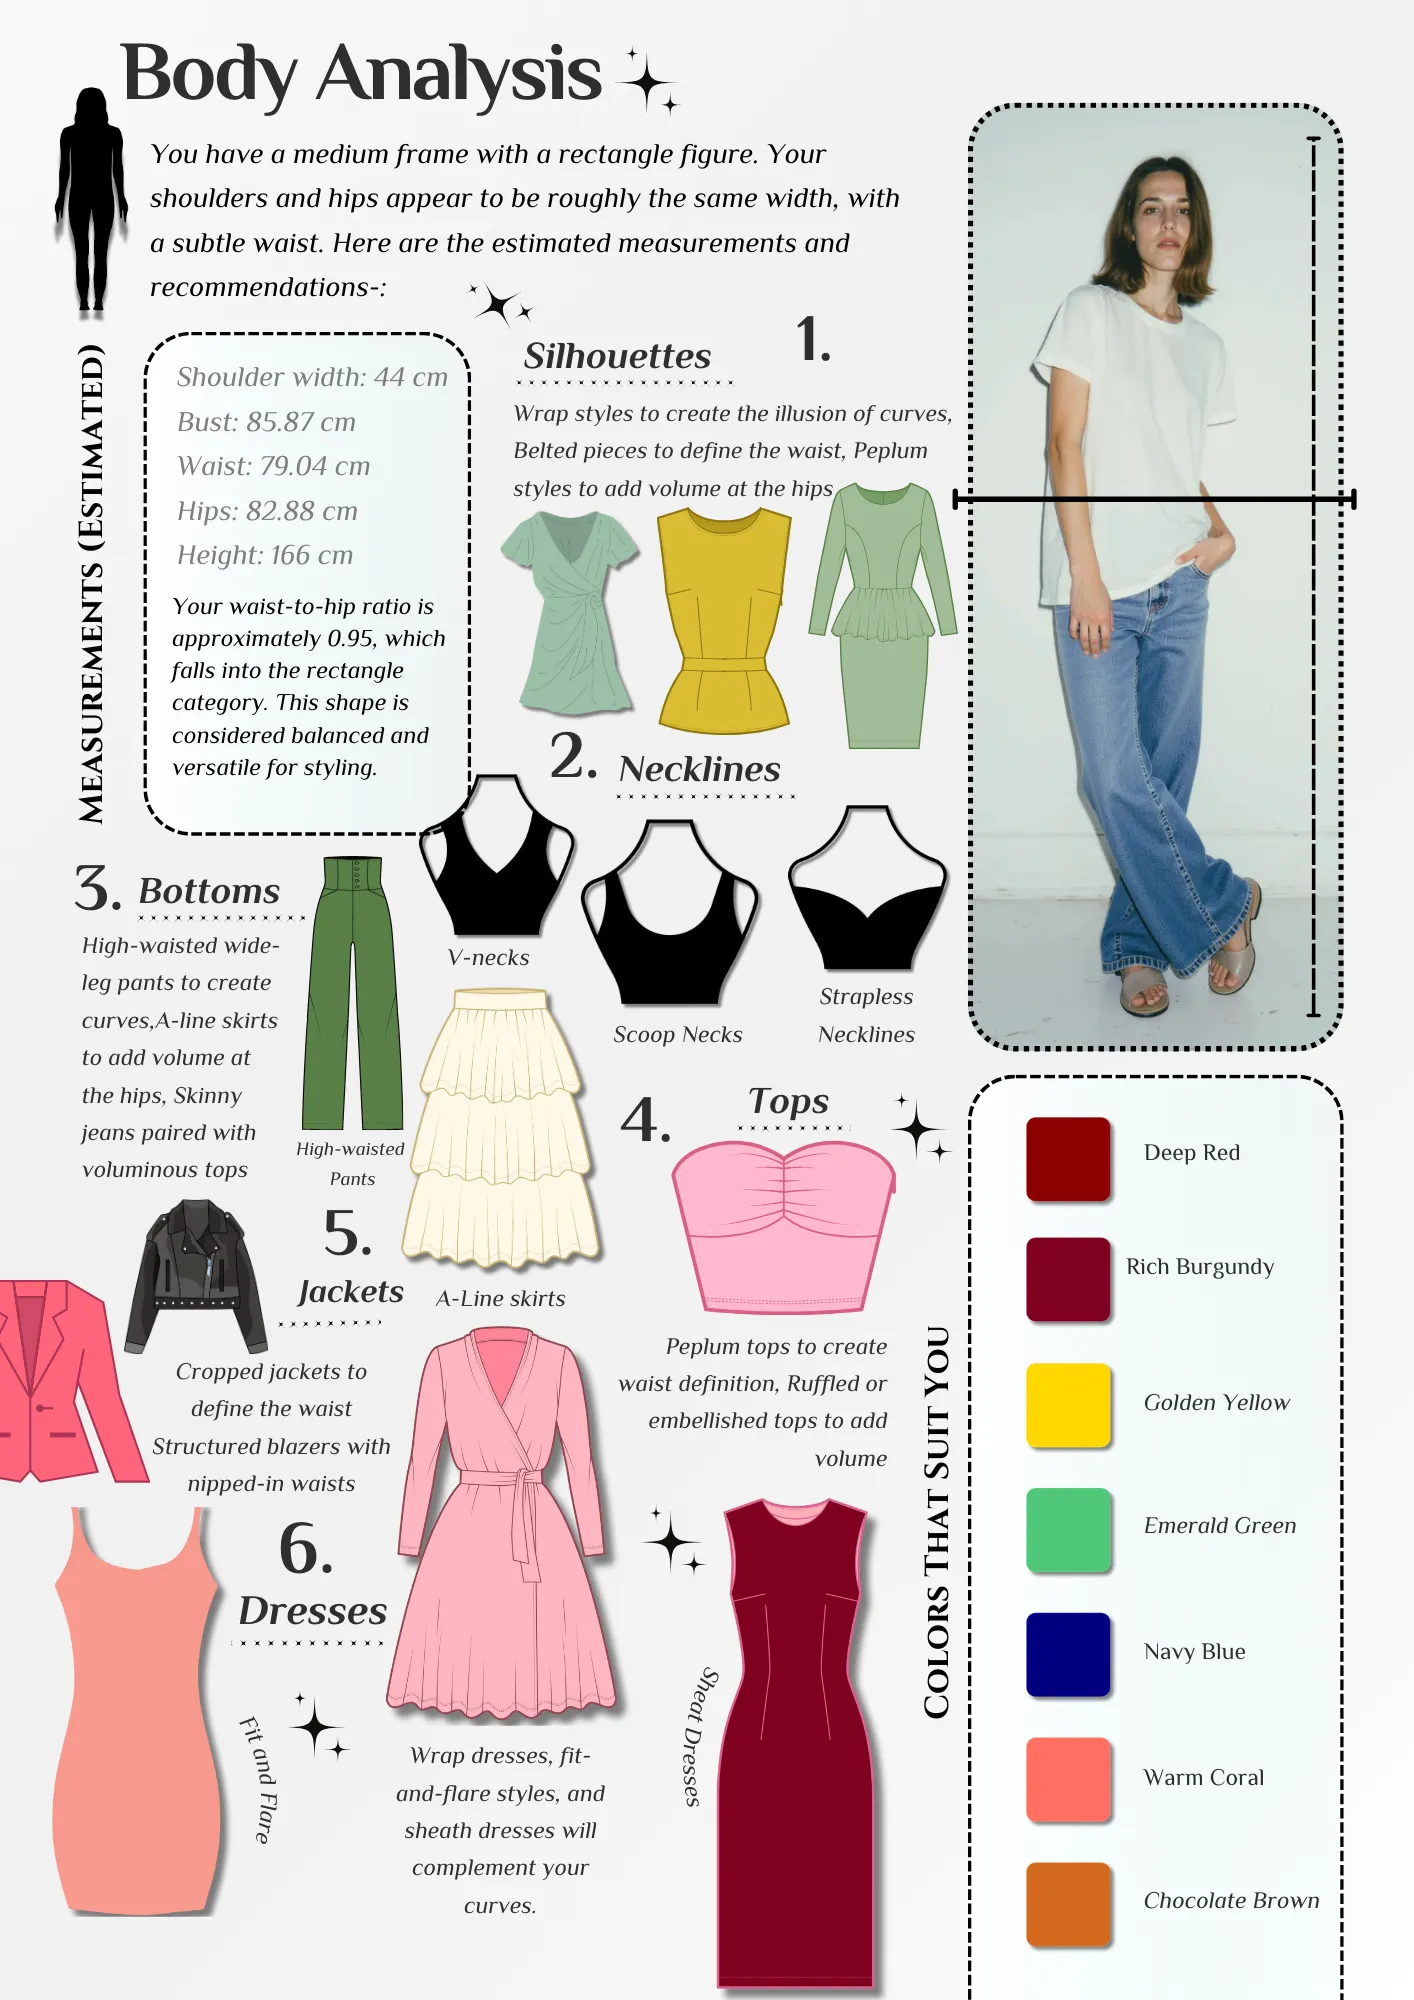 Body Analysis
You have a medium frame with a rectangle figure. Your
shoulders and hips appear to be roughly the same width, with
a subtle waist. Here are the estimated measurements and
recommendations-:
MEASUREMENTS (ESTIMATED)
Shoulder width: 44 cm
Bust: 85.87 cm
Waist: 79.04 cm
Hips: 82.88 cm
Height: 166 cm
Your waist-to-hip ratio is
approximately 0.95, which
falls into the rectangle
category. This shape is
considered balanced and
versatile for styling.
Silhouettes
1.
Wrap styles to create the illusion of curves,
Belted pieces to define the waist, Peplum
styles to add volume at the hips
2. Necklines
V-necks
Scoop Necks
Strapless
Necklines
3. Bottoms
High-waisted wide-
leg pants to create
curves,A-line skirts
to add volume at
the hips, Skinny
jeans paired with
voluminous tops
High-waisted
Pants
A-Line skirts
4.
Tops
Peplum tops to create
waist definition, Ruffled or
embellished tops to add
volume
5.
Jackets
Cropped jackets to
define the waist
Structured blazers with
nipped-in waists
6.
Dresses
Fit and Flare
Wrap dresses, fit-
and-flare styles, and
sheath dresses will
complement your
curves.
Sheat Dresses
COLORS THAT SUIT YOU
Deep Red
Rich Burgundy
Golden Yellow
Emerald Green
Navy Blue
Warm Coral
Chocolate Brown